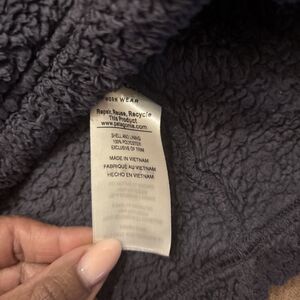 WEAR
Repair, Reuse, Recycle
This Product
www.patagonia.com
SHELL AND LINING:
100% POLYESTER
EXCLUSIVE OF TRIM
MADE IN VIETNAM
FABRIQUÉ AU VIETNAM
HECHO EN VIETNAM